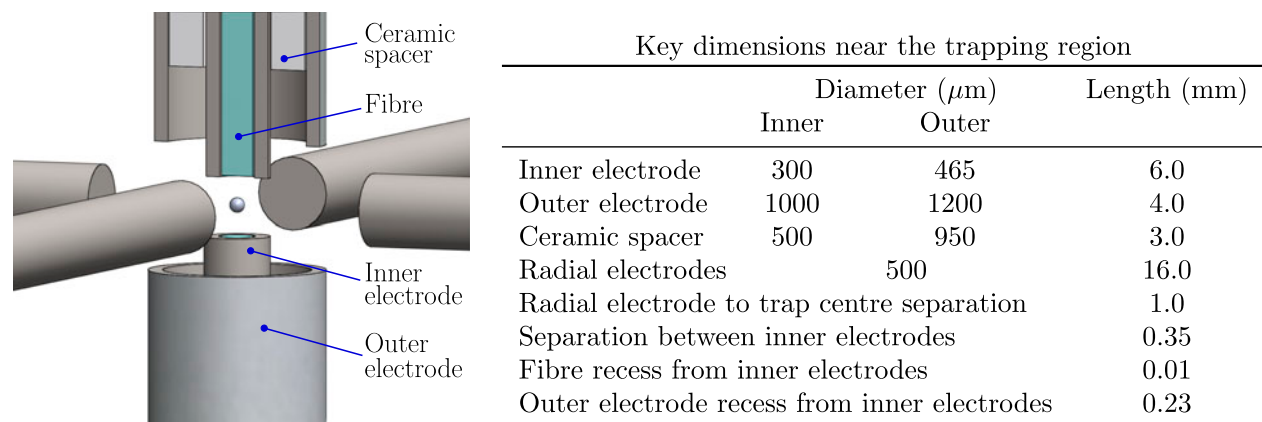 Ceramic
spacer
Fibre
Inner
electrode
Outer
electrode
Key dimensions near the trapping region
Diameter (μm) Length (mm)
Inner Outer
Inner electrode 300 465 6.0
Outer electrode 1000 1200 4.0
Ceramic spacer 500 950 3.0
Radial electrodes 500 16.0
Radial electrode to trap centre separation 1.0
Separation between inner electrodes 0.35
Fibre recess from inner electrodes 0.01
Outer electrode recess from inner electrodes 0.23